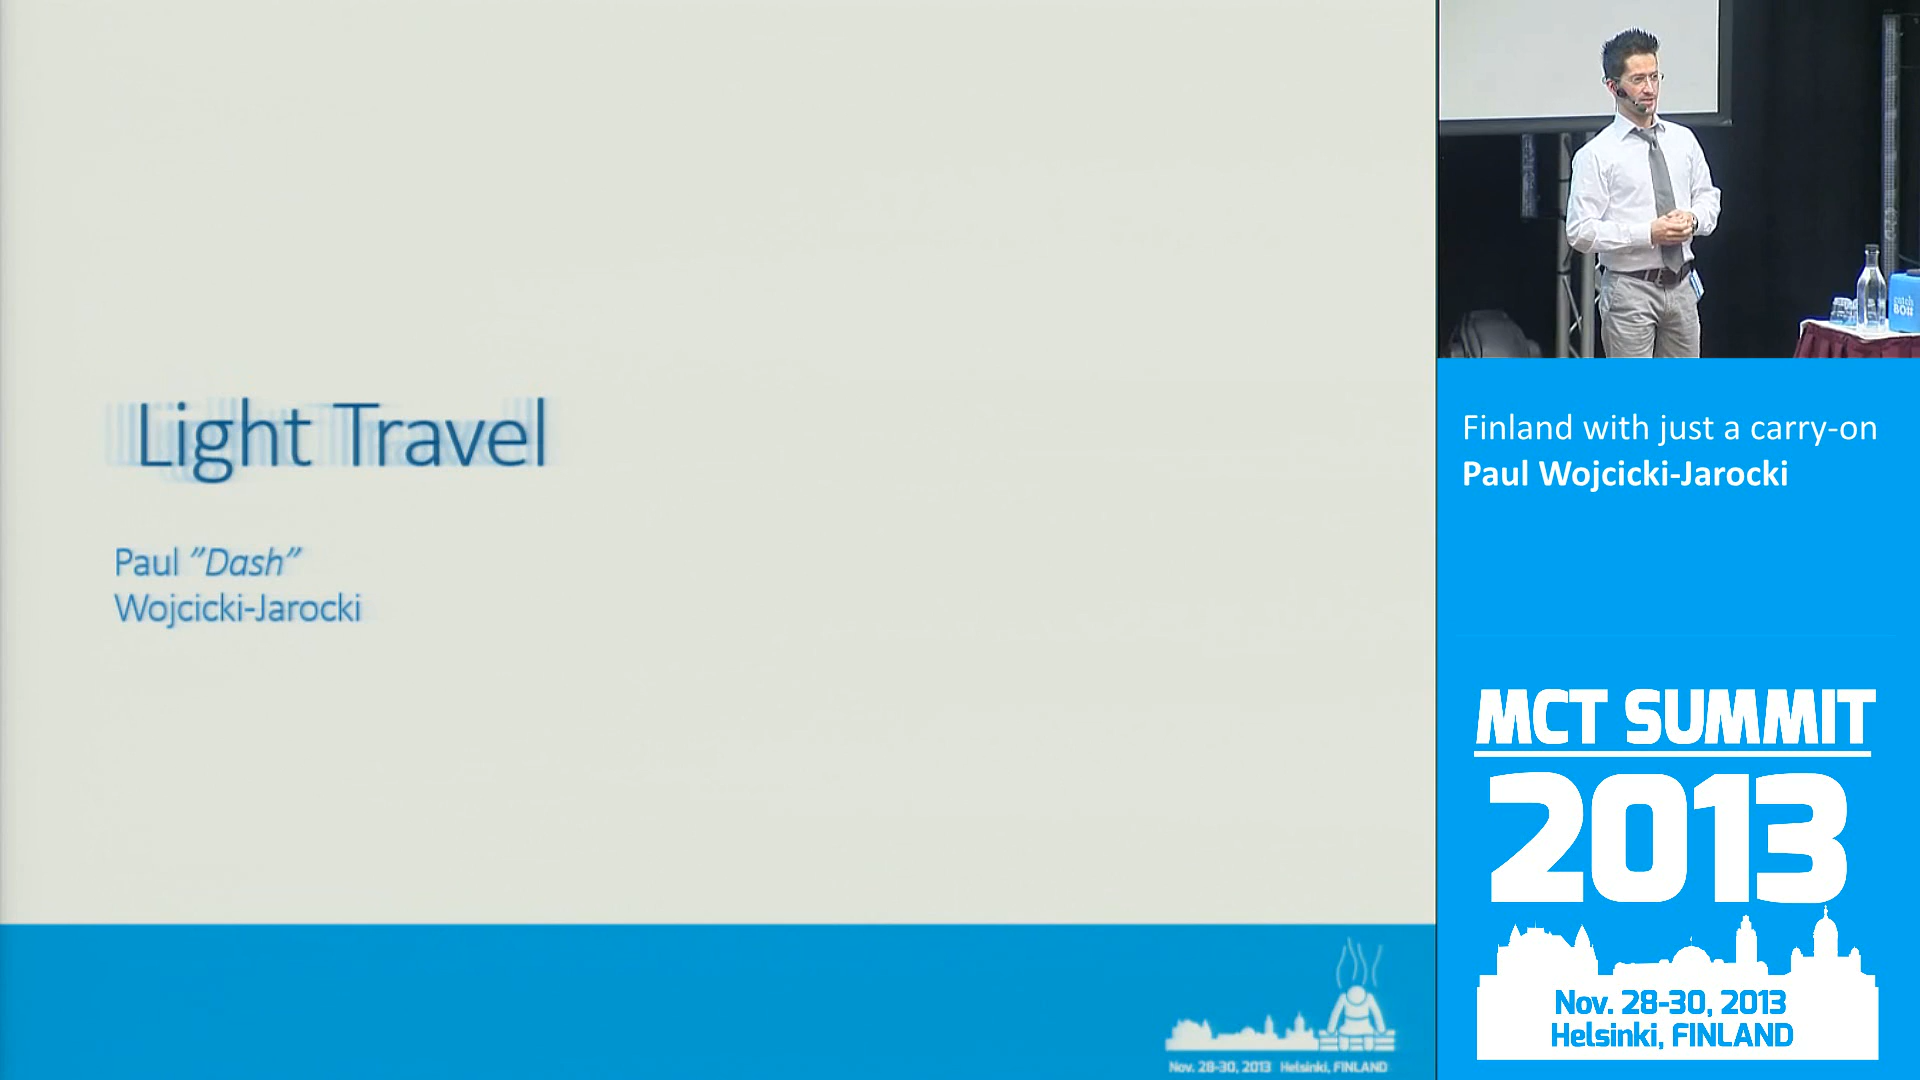 Light Travel
Paul "Dash"
Wojcicki-Jarocki
Nov. 28-30, 2013 Helsinki, FINLAND
Finland with just a carry-on
Paul Wojcicki-Jarocki
MCT SUMMIT
2013
Nov. 28-30, 2013
Helsinki, FINLAND